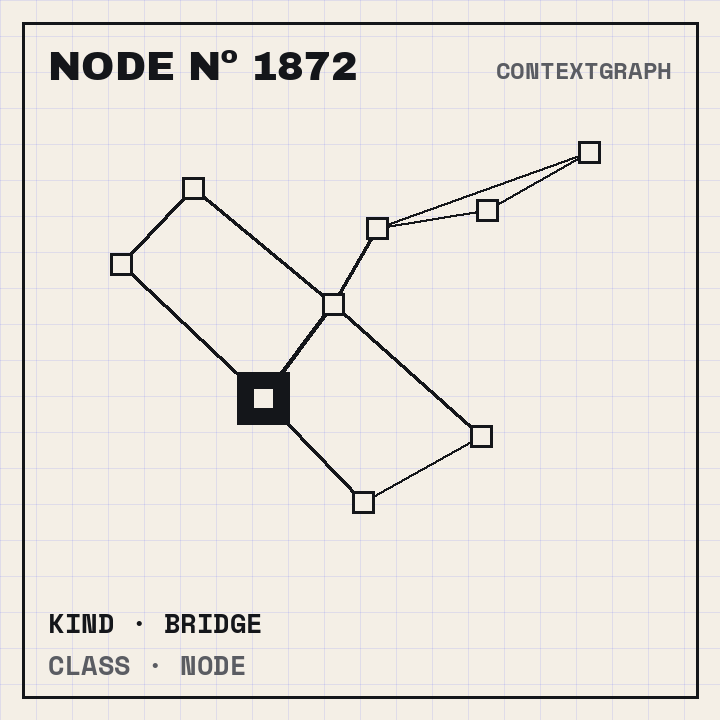 NODE Nº 1872
CONTEXTGRAPH
KIND · BRIDGE
CLASS · NODE